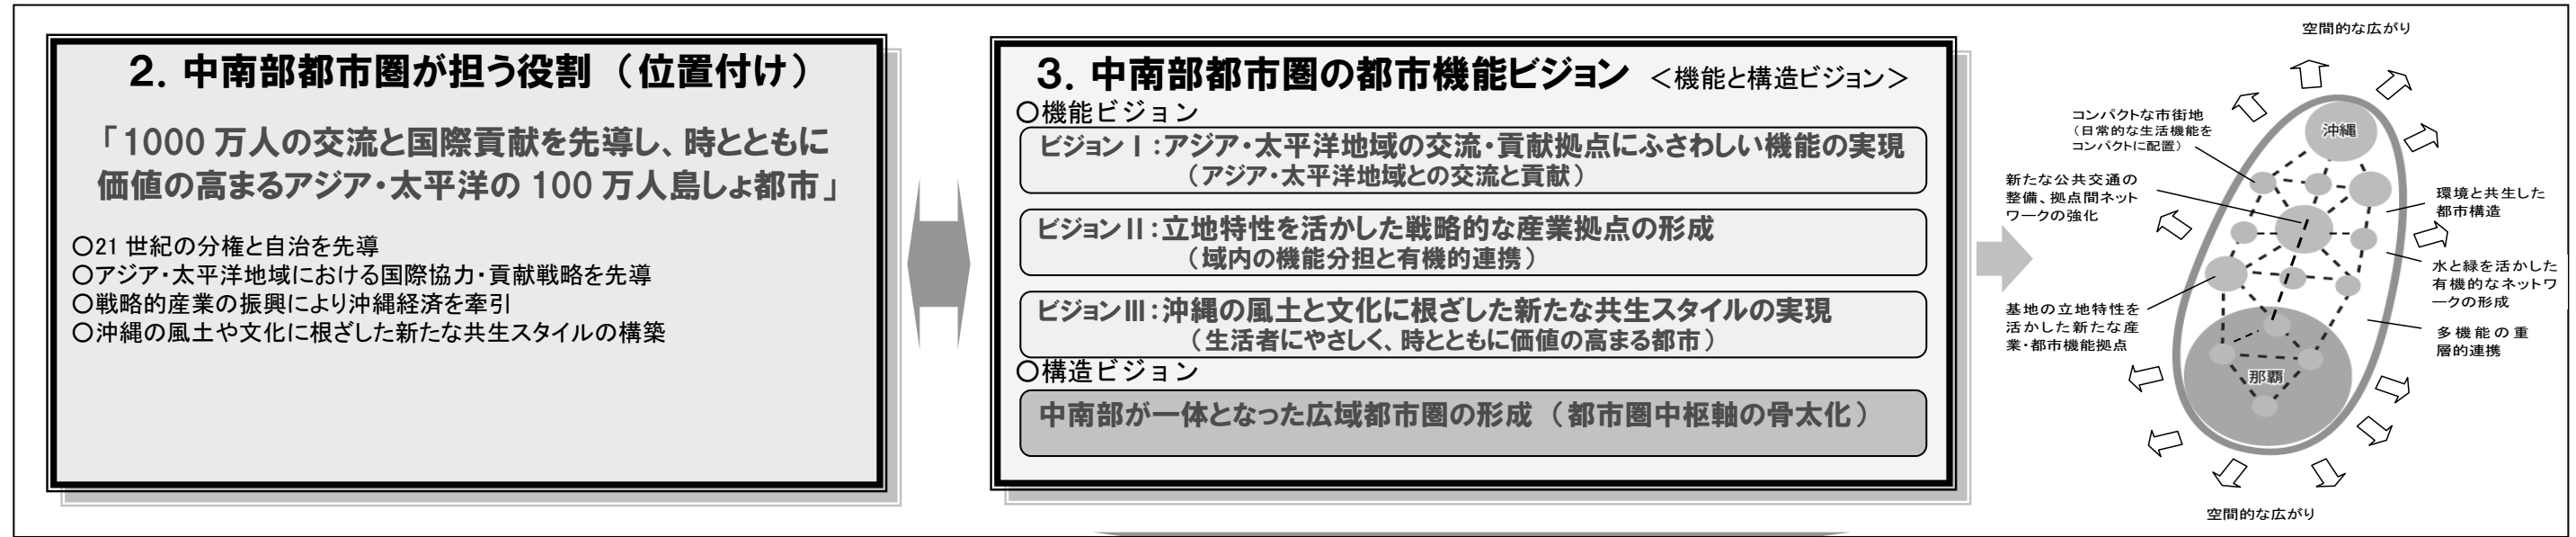 2．中南部都市圏が担う役割（位置付け）
「1000 万人の交流と国際貢献を先導し、時とともに
価値の高まるアジア・太平洋の 100 万人島しょ都市」
○21 世紀の分権と自治を先導
○アジア・太平洋地域における国際協力・貢献戦略を先導
○戦略的産業の振興により沖縄経済を牽引
○沖縄の風土や文化に根ざした新たな共生スタイルの構築
3．中南部都市圏の都市機能ビジョン ＜機能と構造ビジョン＞
○機能ビジョン
ビジョンⅠ：アジア・太平洋地域の交流・貢献拠点にふさわしい機能の実現
（アジア・太平洋地域との交流と貢献）
ビジョンⅡ：立地特性を活かした戦略的な産業拠点の形成
（域内の機能分担と有機的連携）
ビジョンⅢ：沖縄の風土と文化に根ざした新たな共生スタイルの実現
（生活者にやさしく、時とともに価値の高まる都市）
○構造ビジョン
中南部が一体となった広域都市圏の形成（都市圏中枢軸の骨太化）
空間的な広がり
コンパクトな市街地
（日常的な生活機能を
コンパクトに配置）
新たな公共交通の
整備、拠点間ネット
ワークの強化
基地の立地特性を
活かした新たな産
業・都市機能拠点
沖縄
那覇
環境と共生した
都市構造
水と緑を活かした
有機的なネットワ
ークの形成
多機能の重
層的連携
空間的な広がり